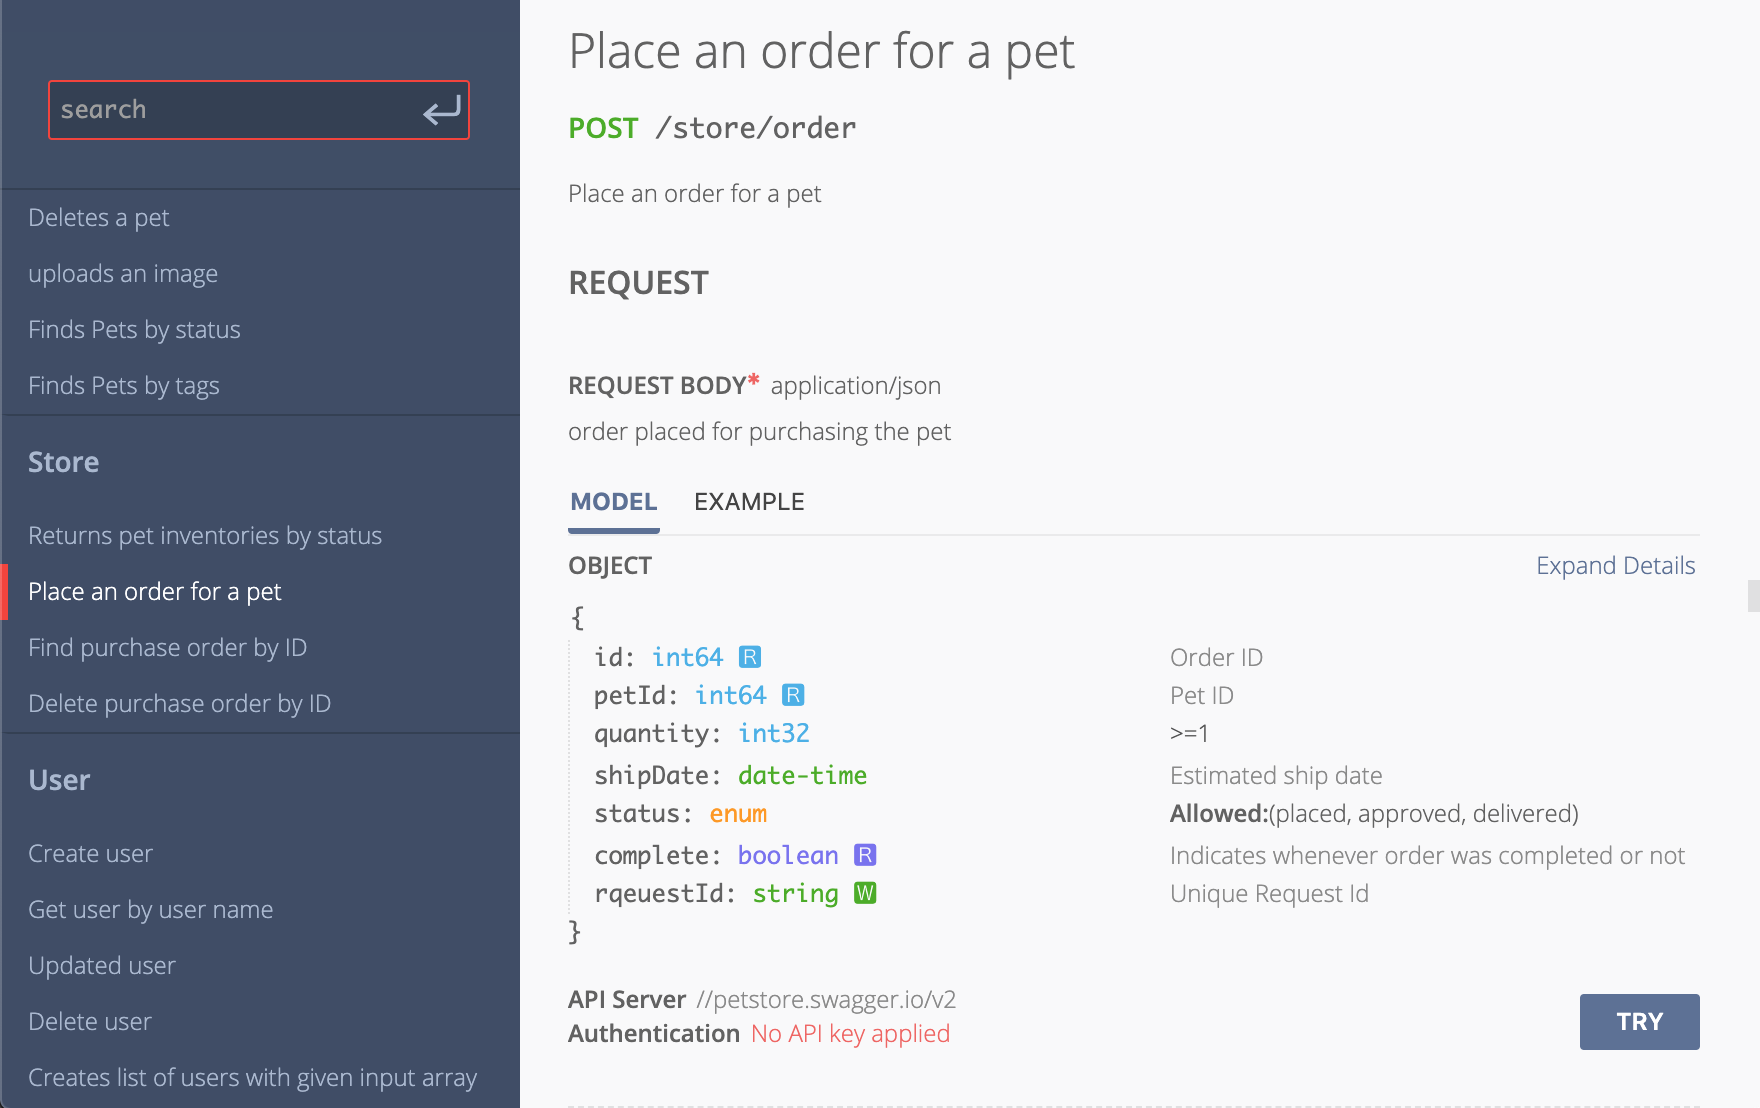 search
Deletes a pet
uploads an image
Finds Pets by status
Finds Pets by tags
Store
Returns pet inventories by status
Place an order for a pet
Find purchase order by ID
Delete purchase order by ID
User
Create user
Get user by user name
Updated user
Delete user
Creates list of users with given input array
Place an order for a pet
POST /store/order
Place an order for a pet
REQUEST
REQUEST BODY* application/json
order placed for purchasing the pet
MODEL EXAMPLE
OBJECT Expand Details
{
id: int64 R Order ID
petId: int64 R Pet ID
quantity: int32 >=1
shipDate: date-time Estimated ship date
status: enum Allowed:(placed, approved, delivered)
complete: boolean R Indicates whenever order was completed or not
rqeuestId: string W Unique Request Id
}
API Server //petstore.swagger.io/v2
Authentication No API key applied
TRY